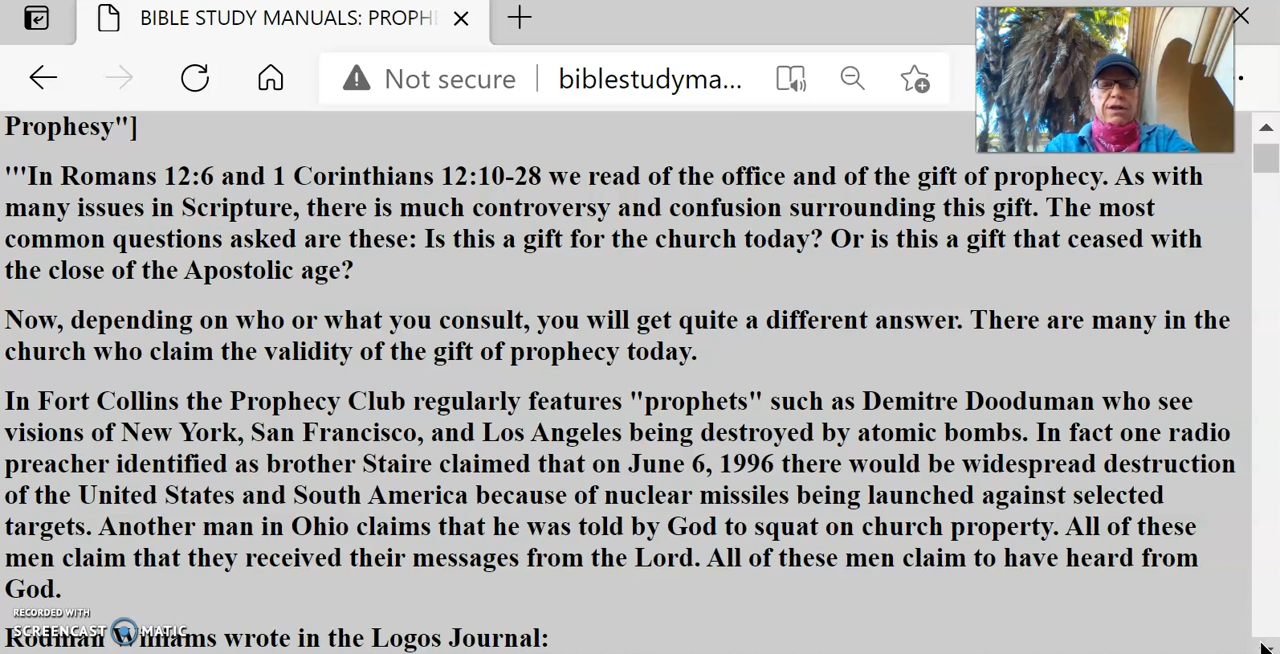 BIBLE STUDY MANUALS: PROPHE
Not secure
biblestudyma...
Prophesy"]
'"In Romans 12:6 and 1 Corinthians 12:10-28 we read of the office and of the gift of prophecy. As with
many issues in Scripture, there is much controversy and confusion surrounding this gift. The most
common questions asked are these: Is this a gift for the church today? Or is this a gift that ceased with
the close of the Apostolic age?
Now, depending on who or what you consult, you will get quite a different answer. There are many in the
church who claim the validity of the gift of prophecy today.
In Fort Collins the Prophecy Club regularly features "prophets" such as Demitre Dooduman who see
visions of New York, San Francisco, and Los Angeles being destroyed by atomic bombs. In fact one radio
preacher identified as brother Staire claimed that on June 6, 1996 there would be widespread destruction
of the United States and South America because of nuclear missiles being launched against selected
targets. Another man in Ohio claims that he was told by God to squat on church property. All of these
men claim that they received their messages from the Lord. All of these men claim to have heard from
God.
RECORDED WITH
SCREENCAST MATIC
Rodman Williams wrote in the Logos Journal: